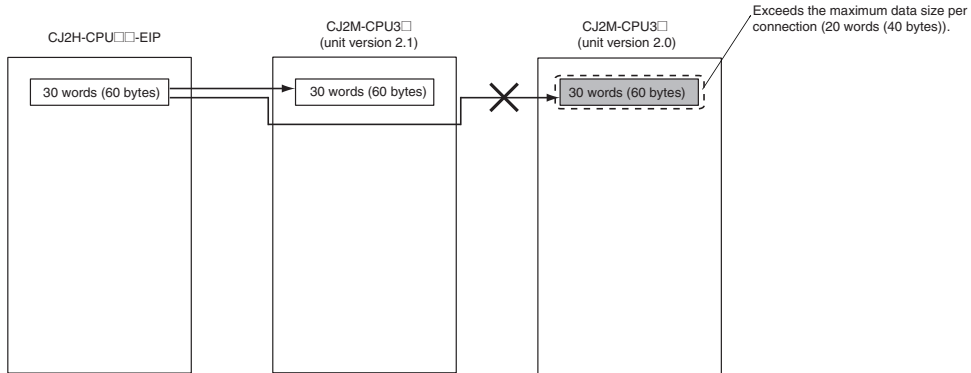 Exceeds the maximum data size per
connection (20 words (40 bytes)).
CJ2H-CPU□□-EIP
CJ2M-CPU3□
(unit version 2.1)
CJ2M-CPU3□
(unit version 2.0)
30 words (60 bytes)
30 words (60 bytes)
30 words (60 bytes)